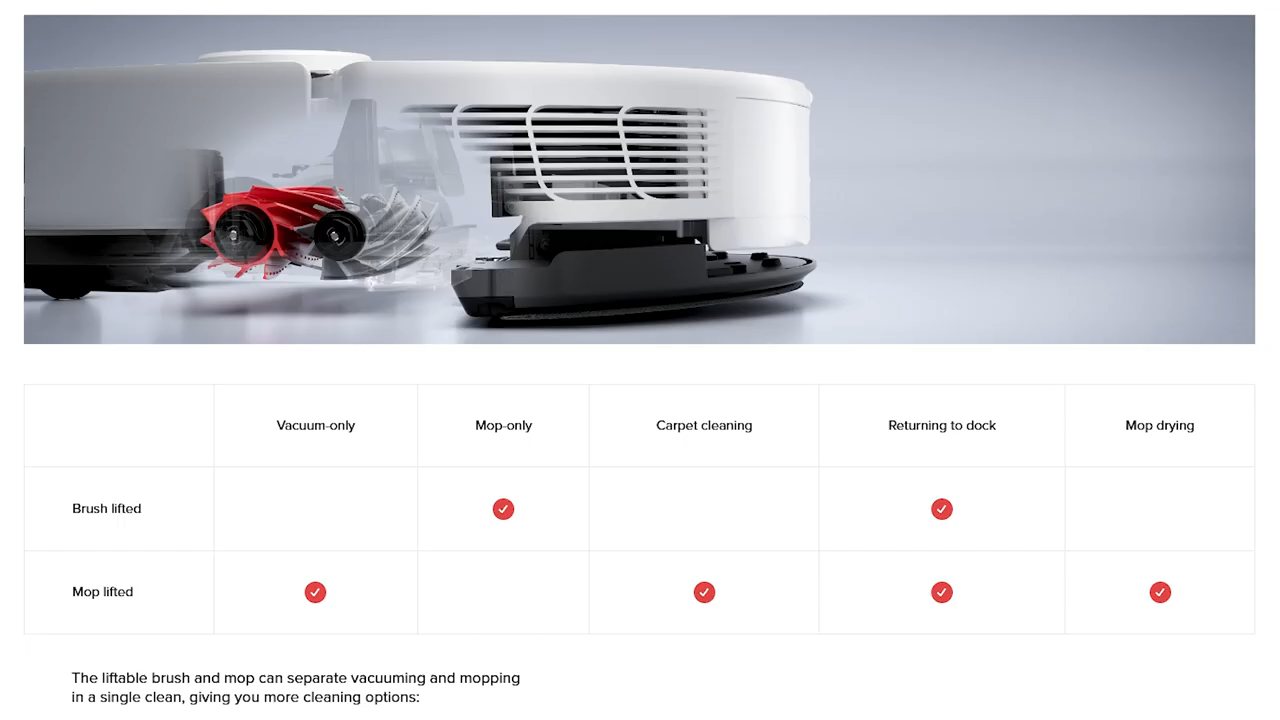 Vacuum-only
Mop-only
Carpet cleaning
Returning to dock
Mop drying
Brush lifted
Mop lifted
The liftable brush and mop can separate vacuuming and mopping
in a single clean, giving you more cleaning options: